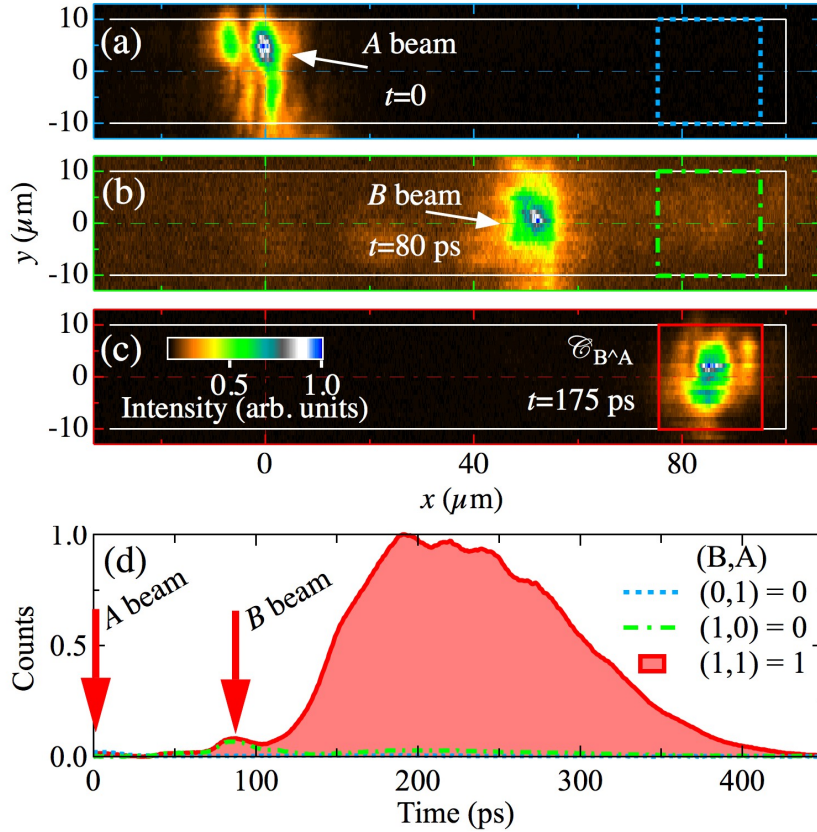 10
0
-10
(a)
A beam
t=0
10
0
-10
(b)
B beam
t=80 ps
y (μm)
10
0
-10
(c)
0.5
1.0
Intensity (arb. units)
𝒞B^A
t=175 ps
0
40
80
x (μm)
1.0
0.5
0.0
Counts
(d)
A beam
B beam
(B,A)
(0,1) = 0
(1,0) = 0
(1,1) = 1
0
100
200
300
400
Time (ps)